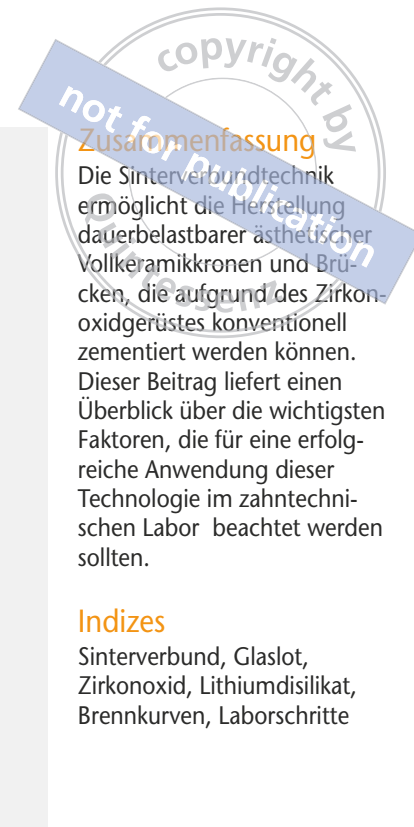 copyright by
not for publication
Quintessenz
Zusammenfassung
Die Sinterverbundtechnik
ermöglicht die Herstellung
dauerbelastbarer ästhetischer
Vollkeramikkronen und Brü-
cken, die aufgrund des Zirkon-
oxidgerüstes konventionell
zementiert werden können.
Dieser Beitrag liefert einen
Überblick über die wichtigsten
Faktoren, die für eine erfolg-
reiche Anwendung dieser
Technologie im zahntechni-
schen Labor  beachtet werden
sollten.
Indizes
Sinterverbund, Glaslot,
Zirkonoxid, Lithiumdisilikat,
Brennkurven, Laborschritte